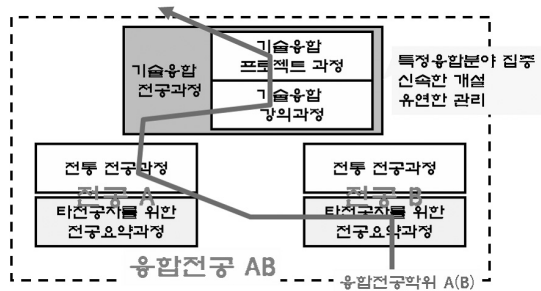 기술융합
전공과정
기술융합
프로젝트 과정
기술융합
강의과정
특정융합분야 집중
신속한 개설
유연한 관리
전통 전공과정
전공 A
타전공자를 위한
전공요약과정
전통 전공과정
전공 B
타전공자를 위한
전공요약과정
융합전공 AB
융합전공학위 A(B)